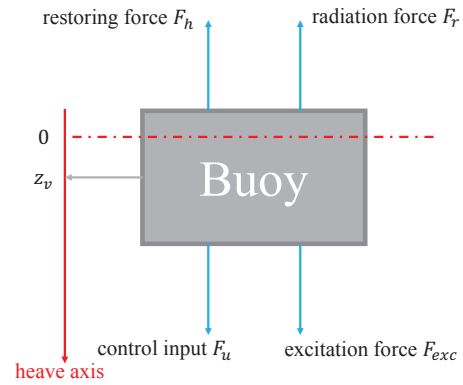 restoring force F_h
radiation force F_r
0
z_v
Buoy
control input F_u
excitation force F_exc
heave axis